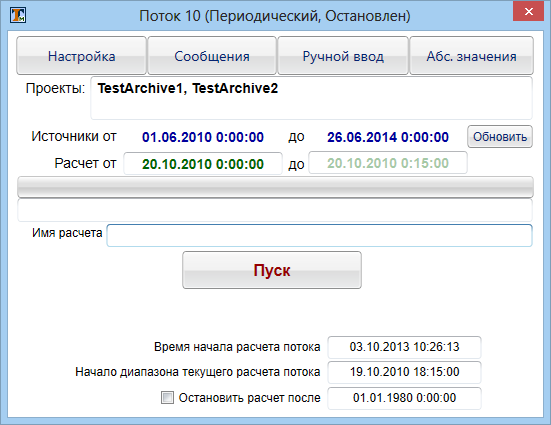 Поток 10 (Периодический, Остановлен)
Настройка Сообщения Ручной ввод Абс. значения
Проекты: TestArchive1, TestArchive2
Источники от 01.06.2010 0:00:00 до 26.06.2014 0:00:00 Обновить
Расчет от 20.10.2010 0:00:00 до 20.10.2010 0:15:00
Имя расчета
Пуск
Время начала расчета потока 03.10.2013 10:26:13
Начало диапазона текущего расчета потока 19.10.2010 18:15:00
Остановить расчет после 01.01.1980 0:00:00